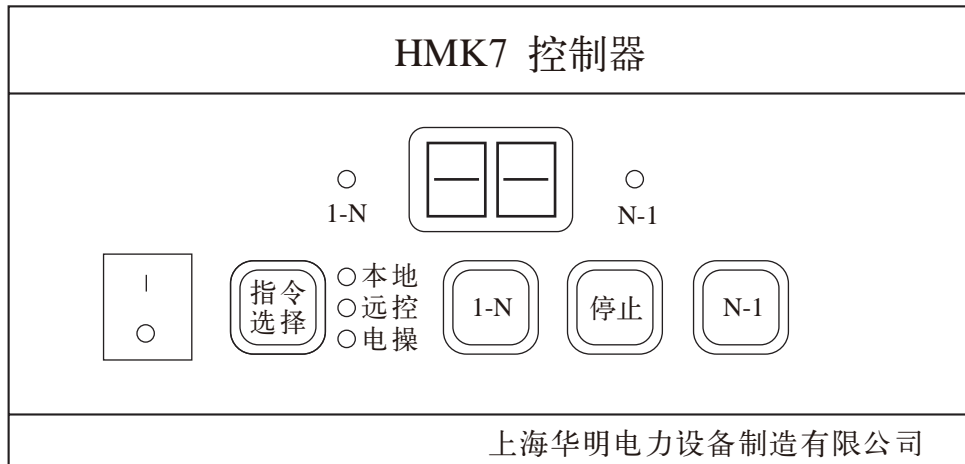 HMK7 控制器
1-N
N-1
指令
选择
本地
远控
电操
1-N
停止
N-1
上海华明电力设备制造有限公司